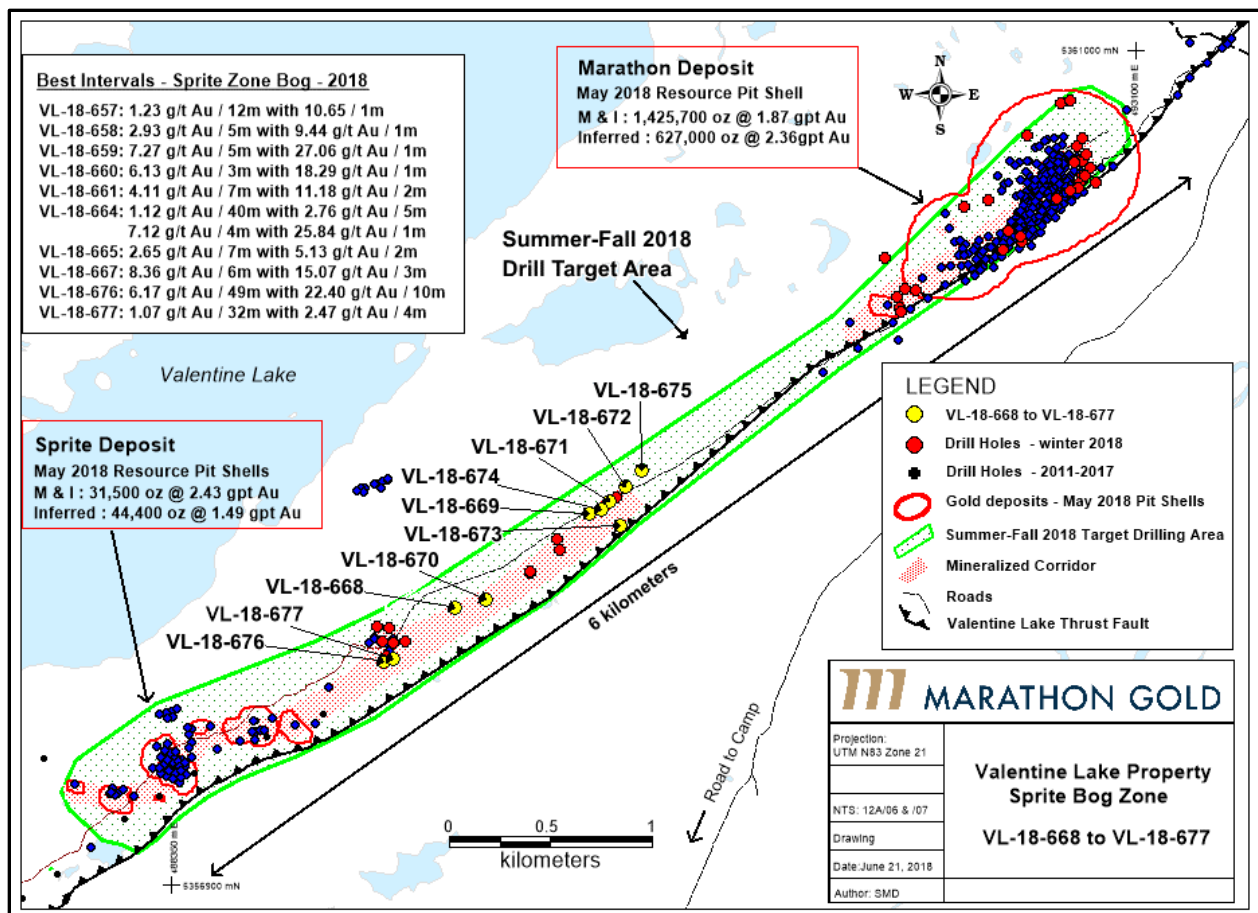 Best Intervals - Sprite Zone Bog - 2018
VL-18-657: 1.23 g/t Au / 12m with 10.65 / 1m
VL-18-658: 2.93 g/t Au / 5m with 9.44 g/t Au / 1m
VL-18-659: 7.27 g/t Au / 5m with 27.06 g/t Au / 1m
VL-18-660: 6.13 g/t Au / 3m with 18.29 g/t Au / 1m
VL-18-661: 4.11 g/t Au / 7m with 11.18 g/t Au / 2m
VL-18-664: 1.12 g/t Au / 40m with 2.76 g/t Au / 5m
7.12 g/t Au / 4m with 25.84 g/t Au / 1m
VL-18-665: 2.65 g/t Au / 7m with 5.13 g/t Au / 2m
VL-18-667: 8.36 g/t Au / 6m with 15.07 g/t Au / 3m
VL-18-676: 6.17 g/t Au / 49m with 22.40 g/t Au / 10m
VL-18-677: 1.07 g/t Au / 32m with 2.47 g/t Au / 4m
Marathon Deposit
May 2018 Resource Pit Shell
M & I : 1,425,700 oz @ 1.87 gpt Au
Inferred : 627,000 oz @ 2.36gpt Au
N
W
E
S
5361000 mN
493100 m E
Summer-Fall 2018
Drill Target Area
Valentine Lake
Sprite Deposit
May 2018 Resource Pit Shells
M & I : 31,500 oz @ 2.43 gpt Au
Inferred : 44,400 oz @ 1.49 gpt Au
VL-18-675
VL-18-672
VL-18-671
VL-18-674
VL-18-669
VL-18-673
VL-18-670
VL-18-668
VL-18-677
VL-18-676
6 kilometers
Road to Camp
488350 m E
5356900 mN
0
0.5
1
kilometers
LEGEND
VL-18-668 to VL-18-677
Drill Holes - winter 2018
Drill Holes - 2011-2017
Gold deposits - May 2018 Pit Shells
Summer-Fall 2018 Target Drilling Area
Mineralized Corridor
Roads
Valentine Lake Thrust Fault
MARATHON GOLD
Projection:
UTM N83 Zone 21
NTS: 12A/06 & /07
Drawing
Date:June 21, 2018
Author: SMD
Valentine Lake Property
Sprite Bog Zone
VL-18-668 to VL-18-677